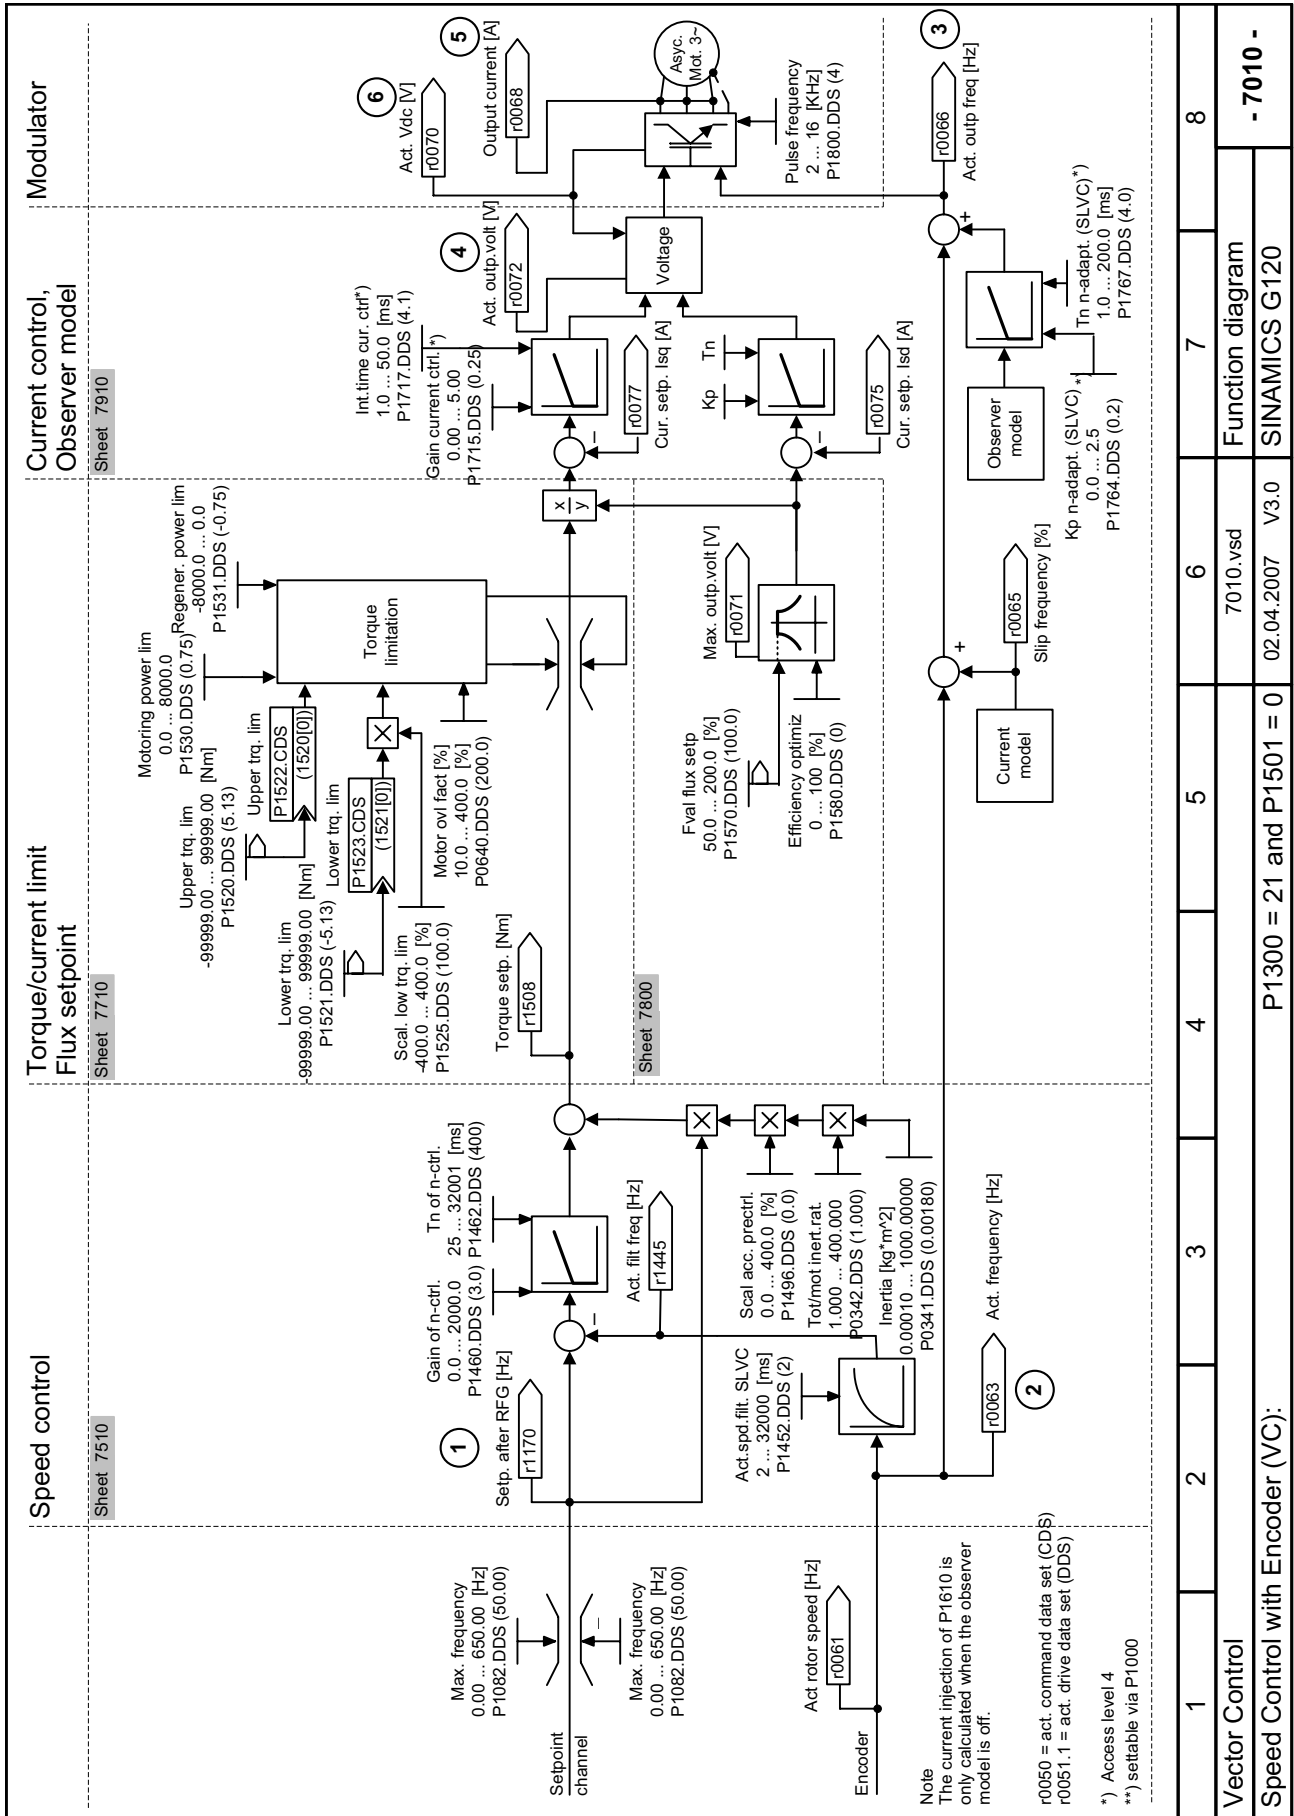 Speed control
Torque/current limit
Flux setpoint
Current control,
Observer model
Modulator
Sheet 7510
Sheet 7710
Sheet 7910
Sheet 7800
Setpoint
channel
Max. frequency
0.00 ... 650.00 [Hz]
P1082.DDS (50.00)
Max. frequency
0.00 ... 650.00 [Hz]
P1082.DDS (50.00)
1
Setp. after RFG [Hz]
r1170
Gain of n-ctrl.
0.0 ... 2000.0
P1460.DDS (3.0)
Tn of n-ctrl.
25 ... 32001 [ms]
P1462.DDS (400)
Act. filt freq [Hz]
r1445
Act.spd.filt. SLVC
2 ... 32000 [ms]
P1452.DDS (2)
Scal acc. prectrl.
0.0 ... 400.0 [%]
P1496.DDS (0.0)
Tot/mot inert.rat.
1.000 ... 400.000
P0342.DDS (1.000)
Inertia [kg*m^2]
0.00010 ... 1000.00000
P0341.DDS (0.00180)
Act. frequency [Hz]
r0063
2
Act rotor speed [Hz]
r0061
Encoder
Torque setp. [Nm]
r1508
Upper trq. lim
-99999.00 ... 99999.00 [Nm]
P1520.DDS (5.13)
Lower trq. lim
-99999.00 ... 99999.00 [Nm]
P1521.DDS (-5.13)
Scal. low trq. lim
-400.0 ... 400.0 [%]
P1525.DDS (100.0)
Upper trq. lim
P1522.CDS
(1520[0])
Lower trq. lim
P1523.CDS
(1521[0])
Motor ovl fact [%]
10.0 ... 400.0 [%]
P0640.DDS (200.0)
Motoring power lim
0.0 ... 8000.0
P1530.DDS (0.75)
Regener. power lim
-8000.0 ... 0.0
P1531.DDS (-0.75)
Torque
limitation
x
y
Fval flux setp
50.0 ... 200.0 [%]
P1570.DDS (100.0)
Efficiency optimiz
0 ... 100 [%]
P1580.DDS (0)
Max. outp.volt [V]
r0071
Int.time cur. ctrl*)
1.0 ... 50.0 [ms]
P1717.DDS (4.1)
Gain current ctrl. *)
0.00 ... 5.00
P1715.DDS (0.25)
r0077
Cur. setp. Isq [A]
Kp
Tn
r0075
Cur. setp. Isd [A]
4
Act. outp.volt [V]
r0072
Voltage
6
Act. Vdc [V]
r0070
5
Output current [A]
r0068
Asyc.
Mot. 3~
Pulse frequency
2 ... 16 [KHz]
P1800.DDS (4)
3
r0066
Act. outp freq [Hz]
Current
model
r0065
Slip frequency [%]
Observer
model
Kp n-adapt. (SLVC) *)
0.0 ... 2.5
P1764.DDS (0.2)
Tn n-adapt. (SLVC)*)
1.0 ... 200.0 [ms]
P1767.DDS (4.0)
Note
The current injection of P1610 is
only calculated when the observer
model is off.
r0050 = act. command data set (CDS)
r0051.1 = act. drive data set (DDS)
*) Access level 4
**) settable via P1000
1 2 3 4 5 6 7 8
Vector Control
7010.vsd
Function diagram
- 7010 -
Speed Control with Encoder (VC): P1300 = 21 and P1501 = 0
02.04.2007 V3.0
SINAMICS G120